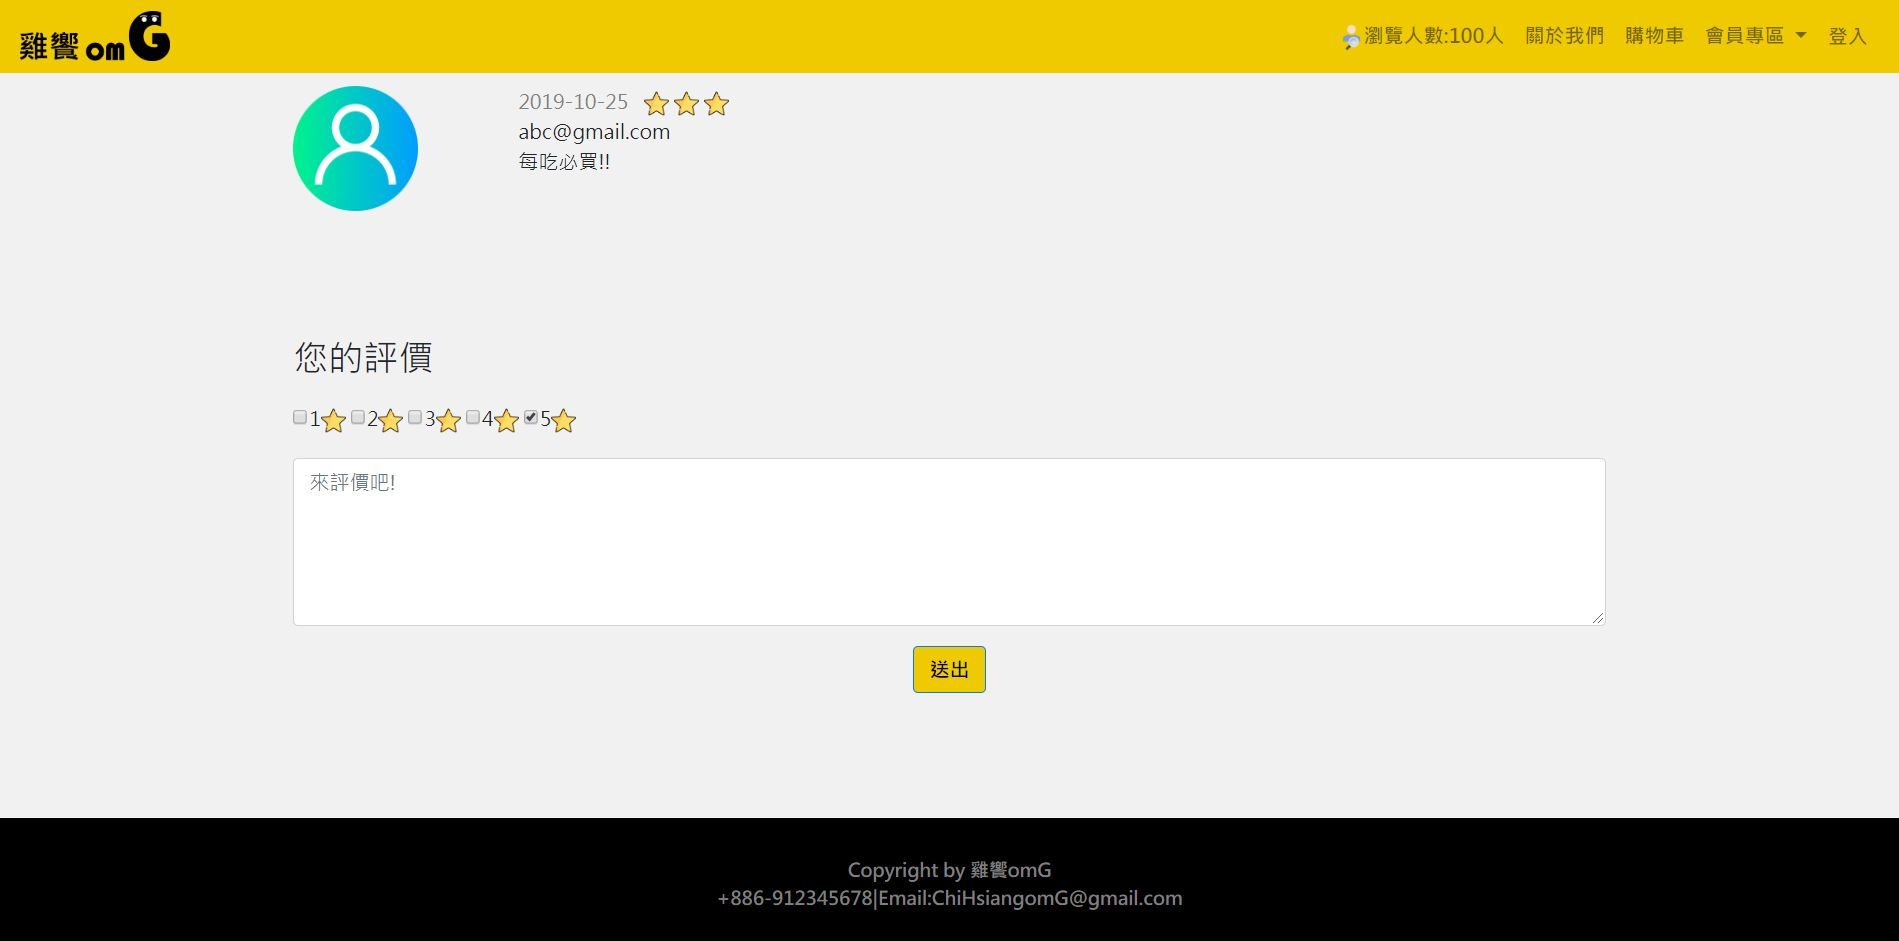 雞饗 omG
瀏覽人數:100人 關於我們 購物車 會員專區 登入
2019-10-25
abc@gmail.com
每吃必買!!
您的評價
1 2 3 4 5
來評價吧!
送出
Copyright by 雞饗omG
+886-912345678|Email:ChiHsiangomG@gmail.com